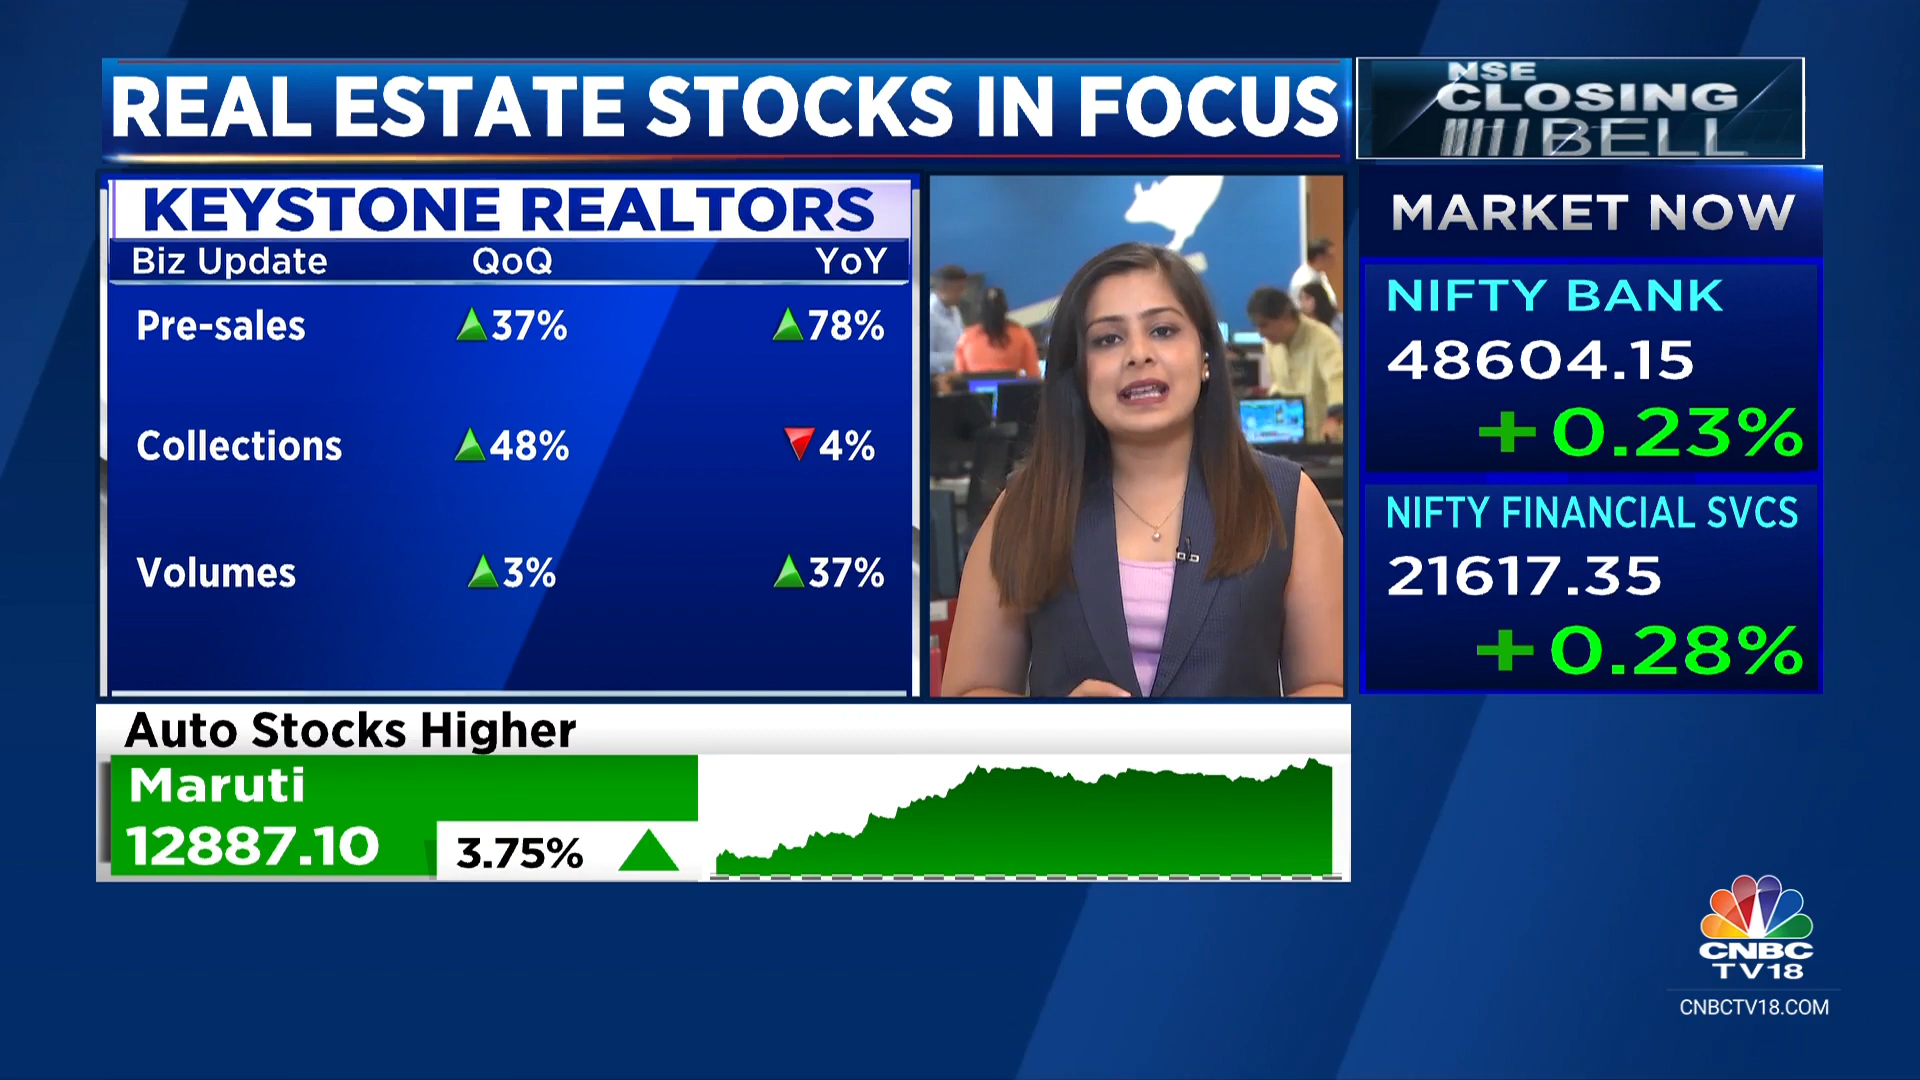 REAL ESTATE STOCKS IN FOCUS
NSE
CLOSING
BELL
KEYSTONE REALTORS
Biz Update QoQ YoY
Pre-sales ▲37% ▲78%
Collections ▲48% ▼4%
Volumes ▲3% ▲37%
MARKET NOW
NIFTY BANK
48604.15
+0.23%
NIFTY FINANCIAL SVCS
21617.35
+0.28%
Auto Stocks Higher
Maruti
12887.10 3.75% ▲
CNBC
TV18
CNBCTV18.COM